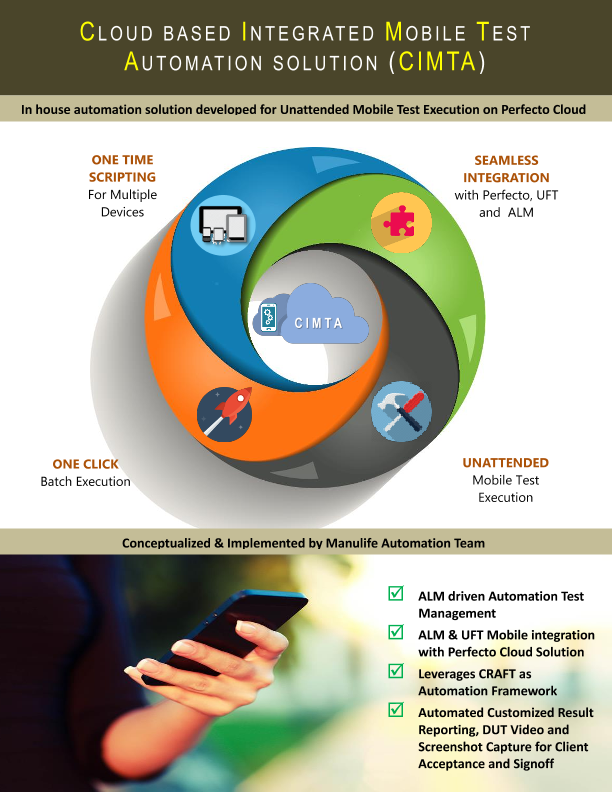 CLOUD BASED INTEGRATED MOBILE TEST
AUTOMATION SOLUTION (CIMTA)
In house automation solution developed for Unattended Mobile Test Execution on Perfecto Cloud
ONE TIME
SCRIPTING
For Multiple
Devices
SEAMLESS
INTEGRATION
with Perfecto, UFT
and ALM
CIMTA
ONE CLICK
Batch Execution
UNATTENDED
Mobile Test
Execution
Conceptualized & Implemented by Manulife Automation Team
ALM driven Automation Test
Management
ALM & UFT Mobile integration
with Perfecto Cloud Solution
Leverages CRAFT as
Automation Framework
Automated Customized Result
Reporting, DUT Video and
Screenshot Capture for Client
Acceptance and Signoff